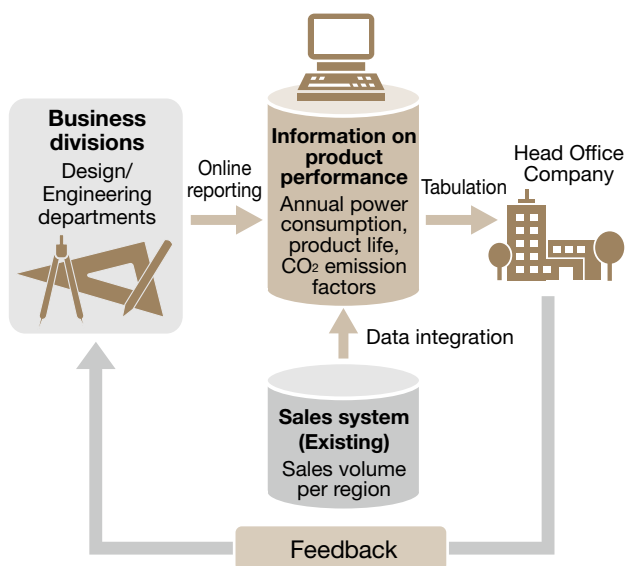 Business
divisions
Design/
Engineering
departments
Online
reporting
Information on
product
performance
Annual power
consumption,
product life,
CO₂ emission
factors
Tabulation
Head Office
Company
Data integration
Sales system
(Existing)
Sales volume
per region
Feedback